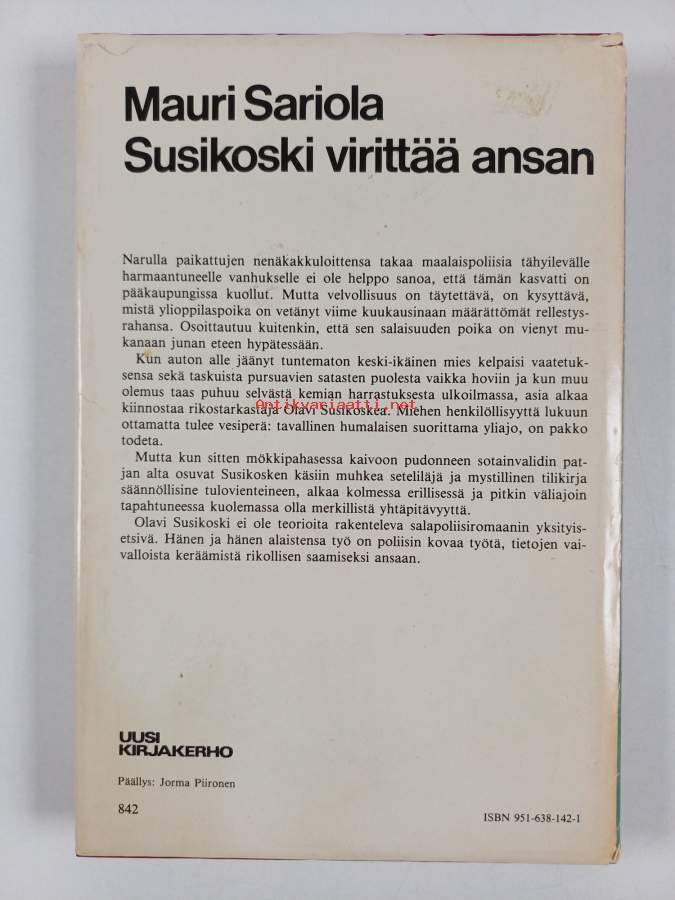 Mauri Sariola
Susikoski virittää ansan
Narulla paikattujen nenäkakkuloittensa takaa maalaispoliisia tähyilevälle
harmaantuneelle vanhukselle ei ole helppo sanoa, että tämän kasvatti on
pääkaupungissa kuollut. Mutta velvollisuus on täytettävä, on kysyttävä,
mistä ylioppilaspoika on vetänyt viime kuukausinaan määrättömät rellestys-
rahansa. Osoittautuu kuitenkin, että sen salaisuuden poika on vienyt mu-
kanaan junan eteen hypätessään.
Kun auton alle jäänyt tuntematon keski-ikäinen mies kelpaisi vaatetuk-
sensa sekä taskuista pursuavien satasten puolesta vaikka hoviin ja kun muu
olemus taas puhuu selvästä kemian harrastuksesta ulkoilmassa, asia alkaa
Antikvariaatti.net
kiinnostaa rikostarkastaja Olavi Susikoskea. Miehen henkilöllisyyttä lukuun
ottamatta tulee vesiperä: tavallinen humalaisen suorittama yliajo, on pakko
todeta.
Mutta kun sitten mökkipahasessa kaivoon pudonneen sotainvalidin pat-
jan alta osuvat Susikosken käsiin muhkea seteliläjä ja mystillinen tilikirja
säännöllisine tulovienteineen, alkaa kolmessa erillisessä ja pitkin väliajoin
tapahtuneessa kuolemassa olla merkillistä yhtäpitävyyttä.
Olavi Susikoski ei ole teorioita rakenteleva salapoliisiromaanin yksityis-
etsivä. Hänen ja hänen alaistensa työ on poliisin kovaa työtä, tietojen vai-
valloista keräämistä rikollisen saamiseksi ansaan.
UUSI
KIRJAKERHO
Päällys: Jorma Piironen
842
ISBN 951-638-142-1